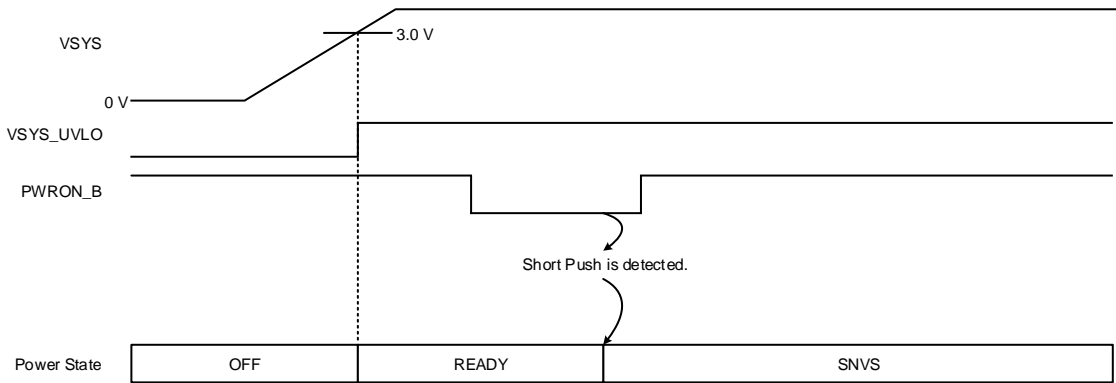 VSYS
3.0 V
0 V
VSYS_UVLO
PWRON_B
Short Push is detected.
Power State
OFF
READY
SNVS